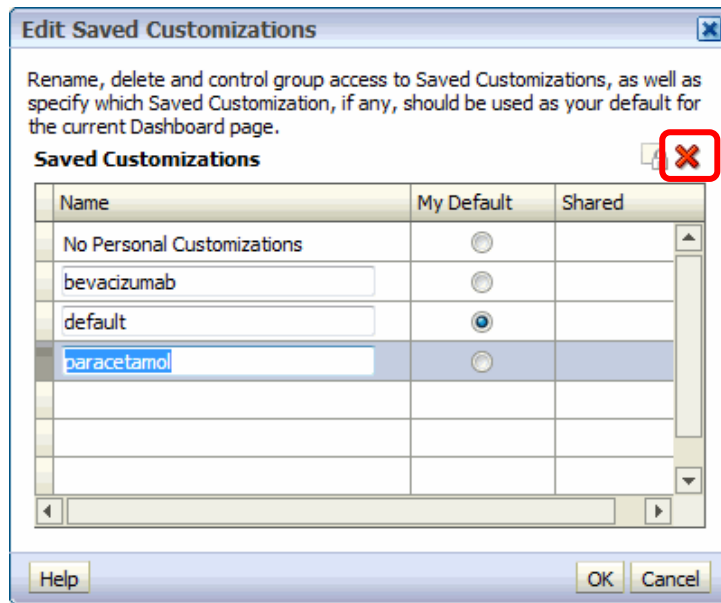 Edit Saved Customizations
Rename, delete and control group access to Saved Customizations, as well as
specify which Saved Customization, if any, should be used as your default for
the current Dashboard page.
Saved Customizations
Name My Default Shared
No Personal Customizations
bevacizumab
default
paracetamol
Help OK Cancel